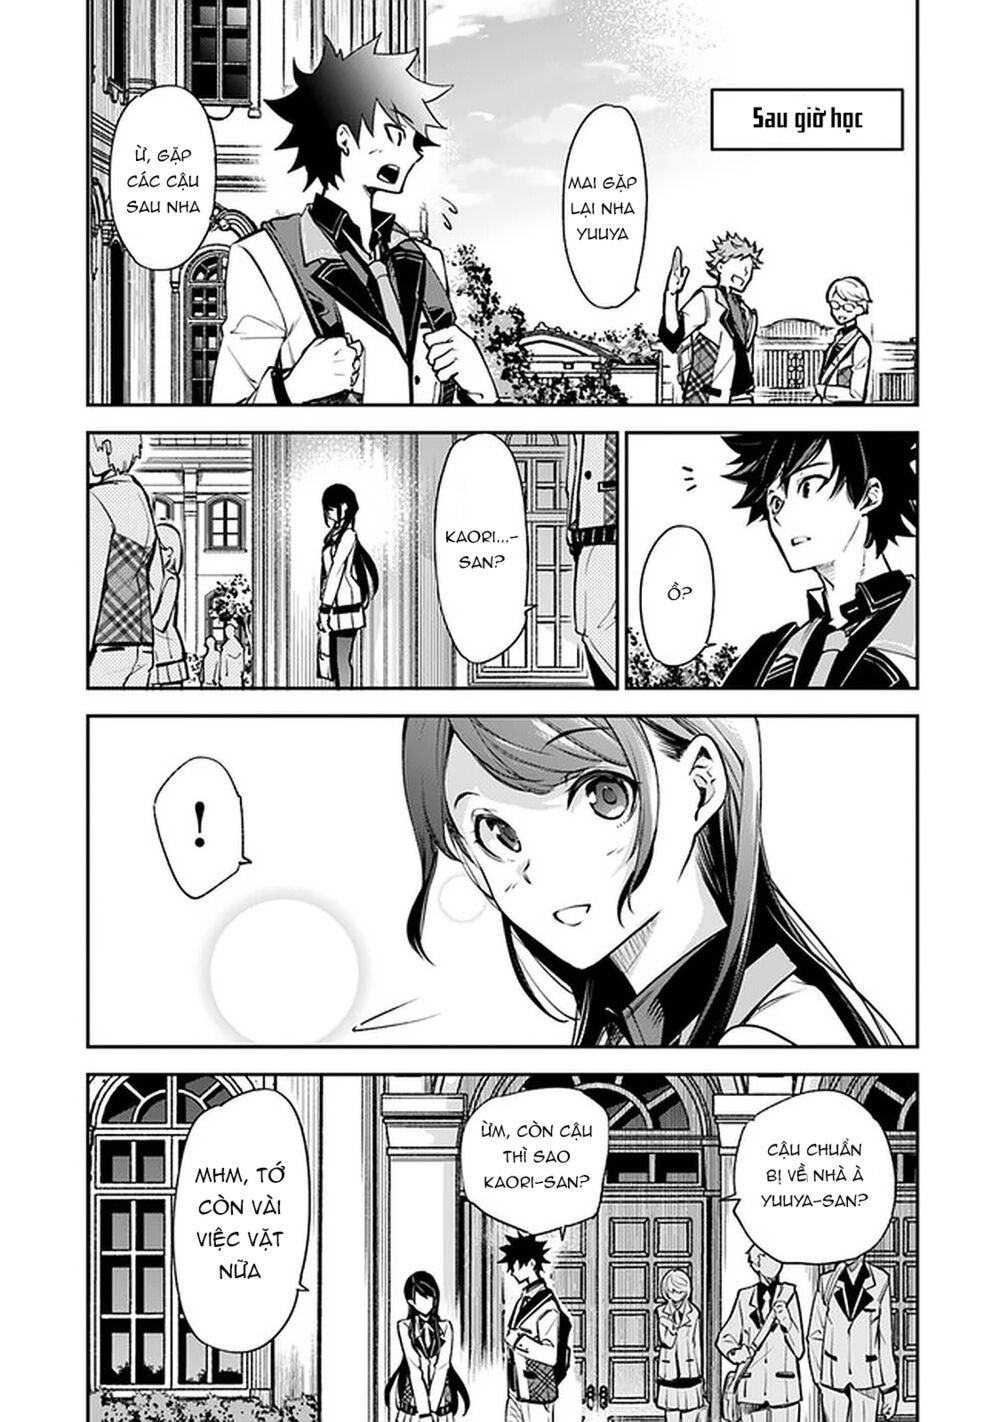 Sau giờ học
MAI GẶP
LẠI NHA
YUUYA
Ừ, GẶP
CÁC CẬU
SAU NHA
Ồ?
KAORI...-
SAN?
!
CẬU CHUẨN
BỊ VỀ NHÀ À
YUUYA-SAN?
ỪM, CÒN CẬU
THÌ SAO
KAORI-SAN?
MHM, TỚ
CÒN VÀI
VIỆC VẶT
NỮA